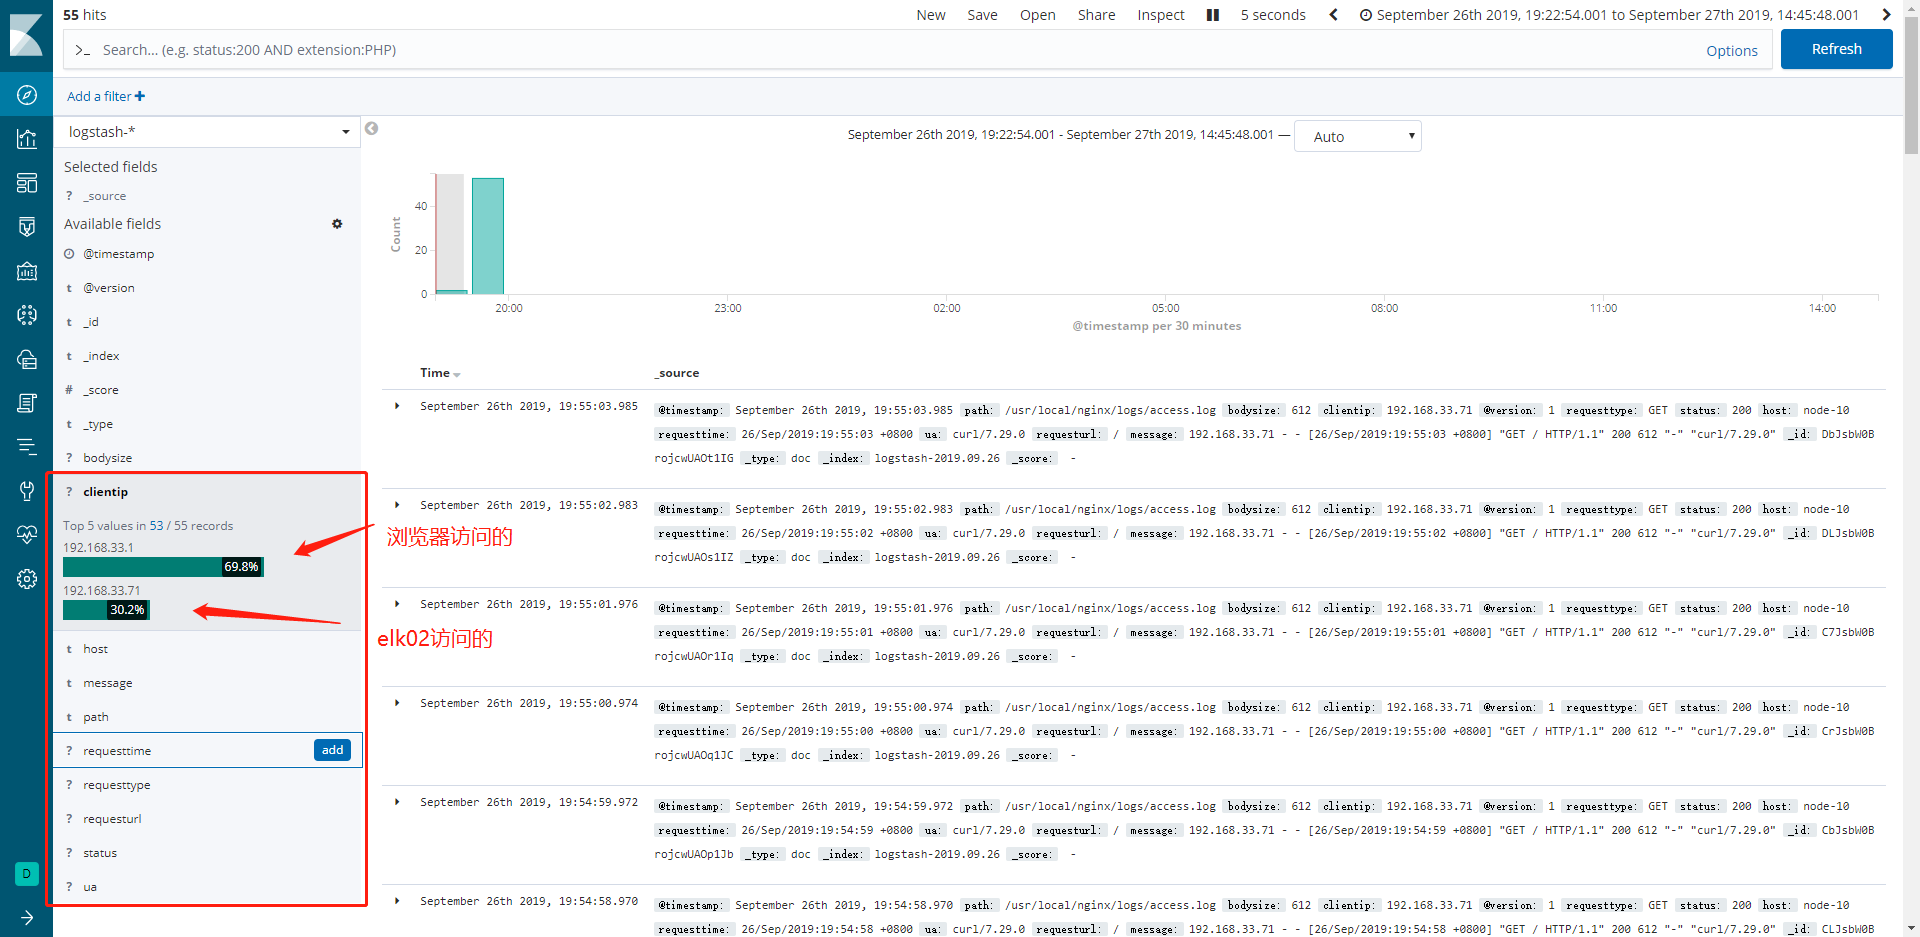 55 hits
New Save Open Share Inspect 5 seconds September 26th 2019, 19:22:54.001 to September 27th 2019, 14:45:48.001
>_ Search... (e.g. status:200 AND extension:PHP) Options Refresh
Add a filter +
logstash-*
September 26th 2019, 19:22:54.001 - September 27th 2019, 14:45:48.001 — Auto
Selected fields
? _source
Available fields
@timestamp
t @version
t _id
t _index
# _score
t _type
? bodysize
? clientip
Top 5 values in 53 / 55 records
192.168.33.1
69.8%
192.168.33.71
30.2%
浏览器访问的
elk02访问的
t host
t message
t path
? requesttime add
? requesttype
? requesturl
? status
? ua
D
Count
40
20
0
20:00 23:00 02:00 05:00 08:00 11:00 14:00
@timestamp per 30 minutes
Time _source
September 26th 2019, 19:55:03.985 @timestamp: September 26th 2019, 19:55:03.985 path: /usr/local/nginx/logs/access.log bodysize: 612 clientip: 192.168.33.71 @version: 1 requesttype: GET status: 200 host: node-10
requesttime: 26/Sep/2019:19:55:03 +0800 ua: curl/7.29.0 requesturl: / message: 192.168.33.71 - - [26/Sep/2019:19:55:03 +0800] "GET / HTTP/1.1" 200 612 "-" "curl/7.29.0" _id: DbJsbW0B
rojcwUAOt1IG _type: doc _index: logstash-2019.09.26 _score: -
September 26th 2019, 19:55:02.983 @timestamp: September 26th 2019, 19:55:02.983 path: /usr/local/nginx/logs/access.log bodysize: 612 clientip: 192.168.33.71 @version: 1 requesttype: GET status: 200 host: node-10
requesttime: 26/Sep/2019:19:55:02 +0800 ua: curl/7.29.0 requesturl: / message: 192.168.33.71 - - [26/Sep/2019:19:55:02 +0800] "GET / HTTP/1.1" 200 612 "-" "curl/7.29.0" _id: DLJsbW0B
rojcwUAOs1IZ _type: doc _index: logstash-2019.09.26 _score: -
September 26th 2019, 19:55:01.976 @timestamp: September 26th 2019, 19:55:01.976 path: /usr/local/nginx/logs/access.log bodysize: 612 clientip: 192.168.33.71 @version: 1 requesttype: GET status: 200 host: node-10
requesttime: 26/Sep/2019:19:55:01 +0800 ua: curl/7.29.0 requesturl: / message: 192.168.33.71 - - [26/Sep/2019:19:55:01 +0800] "GET / HTTP/1.1" 200 612 "-" "curl/7.29.0" _id: C7JsbW0B
rojcwUAOr1Iq _type: doc _index: logstash-2019.09.26 _score: -
September 26th 2019, 19:55:00.974 @timestamp: September 26th 2019, 19:55:00.974 path: /usr/local/nginx/logs/access.log bodysize: 612 clientip: 192.168.33.71 @version: 1 requesttype: GET status: 200 host: node-10
requesttime: 26/Sep/2019:19:55:00 +0800 ua: curl/7.29.0 requesturl: / message: 192.168.33.71 - - [26/Sep/2019:19:55:00 +0800] "GET / HTTP/1.1" 200 612 "-" "curl/7.29.0" _id: CrJsbW0B
rojcwUAOq1JC _type: doc _index: logstash-2019.09.26 _score: -
September 26th 2019, 19:54:59.972 @timestamp: September 26th 2019, 19:54:59.972 path: /usr/local/nginx/logs/access.log bodysize: 612 clientip: 192.168.33.71 @version: 1 requesttype: GET status: 200 host: node-10
requesttime: 26/Sep/2019:19:54:59 +0800 ua: curl/7.29.0 requesturl: / message: 192.168.33.71 - - [26/Sep/2019:19:54:59 +0800] "GET / HTTP/1.1" 200 612 "-" "curl/7.29.0" _id: CbJsbW0B
rojcwUAOp1Jb _type: doc _index: logstash-2019.09.26 _score: -
September 26th 2019, 19:54:58.970 @timestamp: September 26th 2019, 19:54:58.970 path: /usr/local/nginx/logs/access.log bodysize: 612 clientip: 192.168.33.71 @version: 1 requesttype: GET status: 200 host: node-10
requesttime: 26/Sep/2019:19:54:58 +0800 ua: curl/7.29.0 requesturl: / message: 192.168.33.71 - - [26/Sep/2019:19:54:58 +0800] "GET / HTTP/1.1" 200 612 "-" "curl/7.29.0" _id: CLJsbW0B